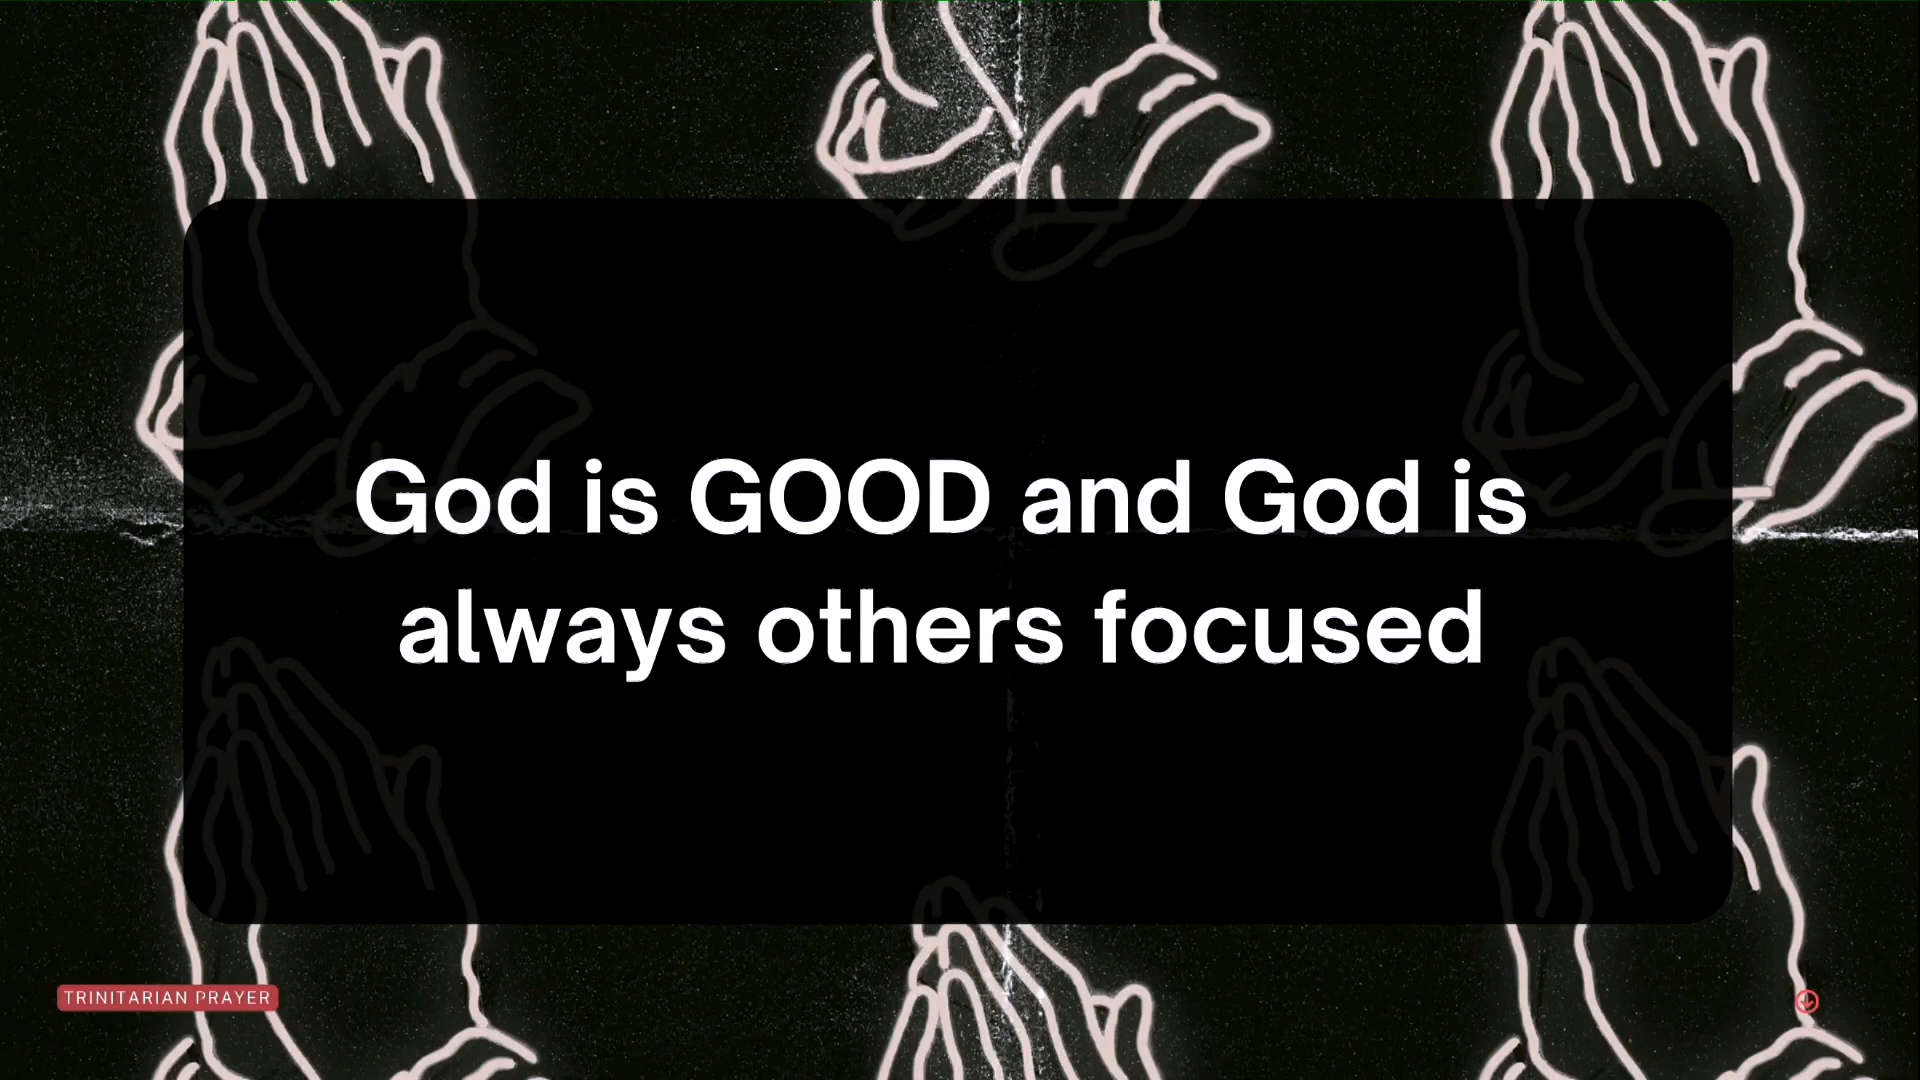 God is GOOD and God is
always others focused
TRINITARIAN PRAYER